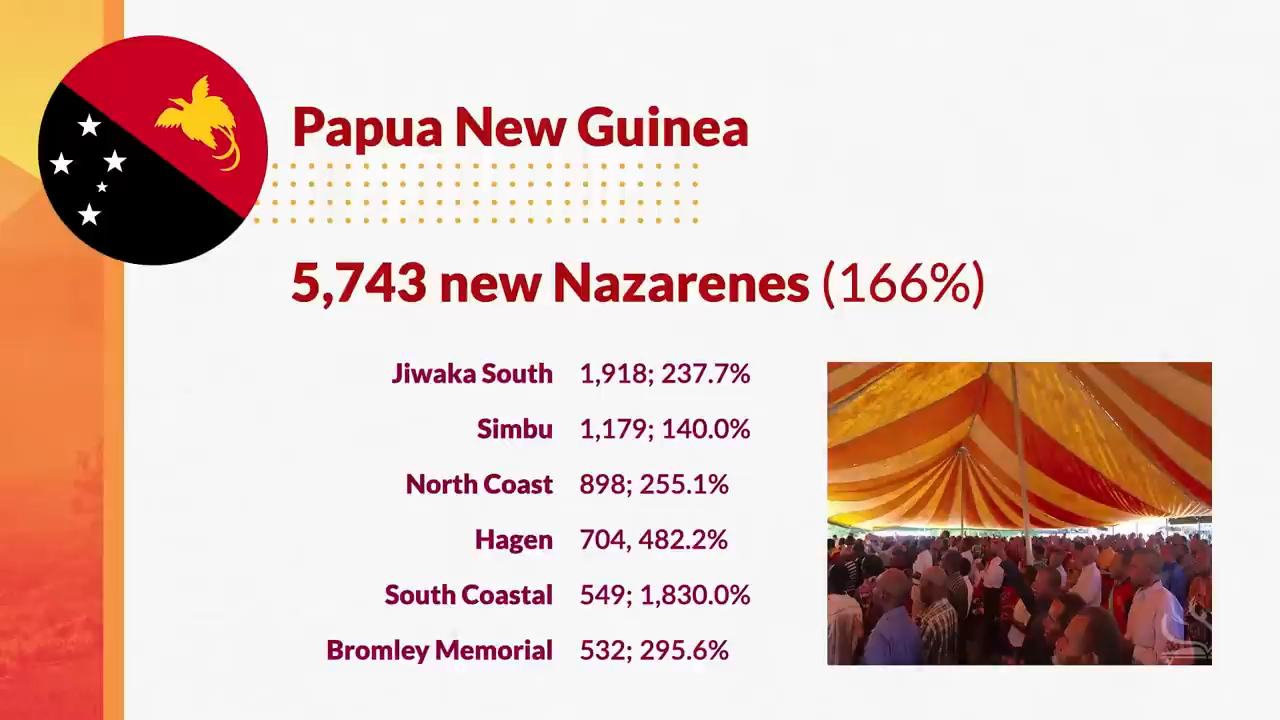 Papua New Guinea
5,743 new Nazarenes (166%)
Jiwaka South 1,918; 237.7%
Simbu 1,179; 140.0%
North Coast 898; 255.1%
Hagen 704, 482.2%
South Coastal 549; 1,830.0%
Bromley Memorial 532; 295.6%